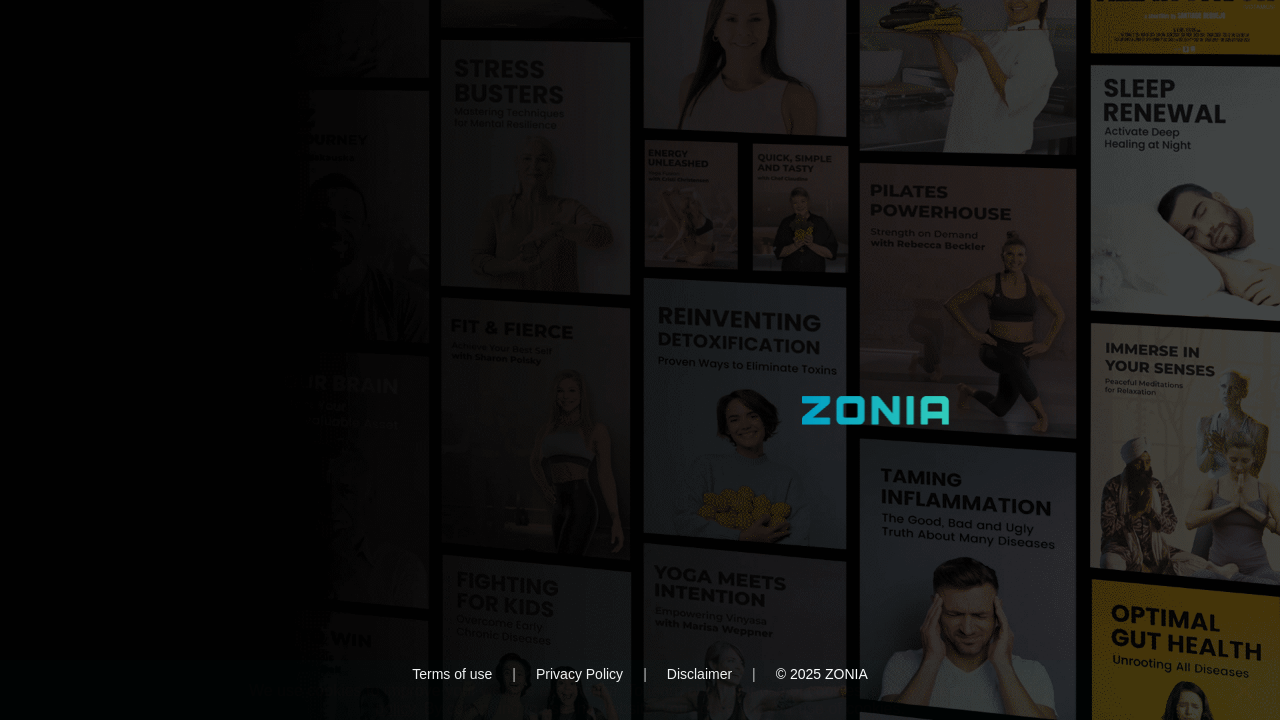 STRESS
BUSTERS
Mastering Techniques
for Mental Resilience
SLEEP
RENEWAL
Activate Deep
Healing at Night
ENERGY
UNLEASHED
QUICK, SIMPLE
AND TASTY
PILATES
POWERHOUSE
Strength on Demand
with Rebecca Beckler
FIT & FIERCE
Achieve Your Best Self
with Sharon Polsky
REINVENTING
DETOXIFICATION
Proven Ways to Eliminate Toxins
IMMERSE IN
YOUR SENSES
Peaceful Meditations
for Relaxation
BRAIN
ZONIA
TAMING
INFLAMMATION
The Good, Bad and Ugly
Truth About Many Diseases
FIGHTING
FOR KIDS
Overcome Early
Chronic Diseases
YOGA MEETS
INTENTION
Empowering Vinyasa
with Marisa Weppner
OPTIMAL
GUT HEALTH
Unrooting All Diseases
WIN
Terms of use | Privacy Policy | Disclaimer | © 2025 ZONIA